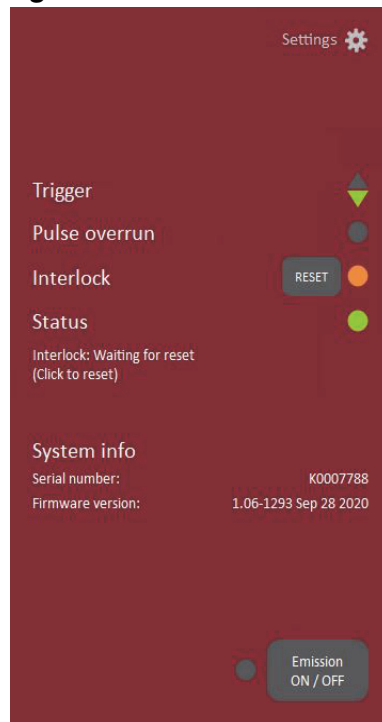 Settings
Trigger
Pulse overrun
Interlock RESET
Status
Interlock: Waiting for reset
(Click to reset)
System info
Serial number: K0007788
Firmware version: 1.06-1293 Sep 28 2020
Emission
ON / OFF